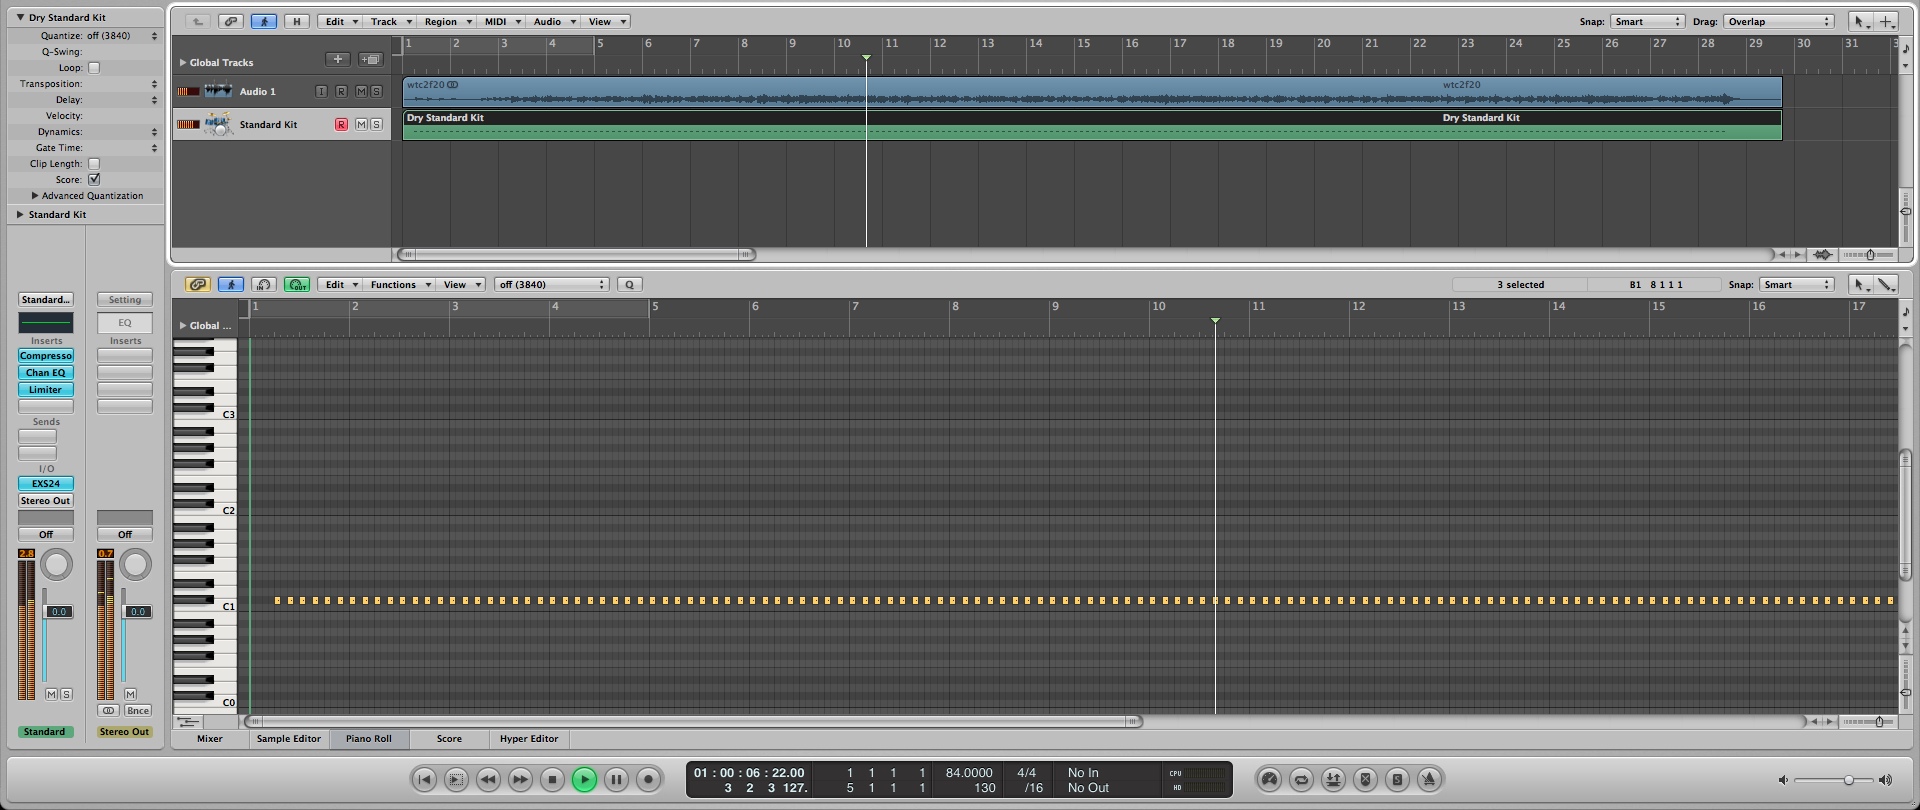 Dry Standard Kit
Quantize: off (3840)
Q-Swing:
Loop:
Transposition:
Delay:
Velocity:
Dynamics:
Gate Time:
Clip Length:
Score:
Advanced Quantization
Standard Kit
Standard... Setting
EQ
Inserts Inserts
Compresso
Chan EQ
Limiter
Sends
I/O
EXS24
Stereo Out
Off Off
2.8 0.7
0.0 0.0
M S M
Bnce
Standard Stereo Out
H Edit Track Region MIDI Audio View Snap: Smart Drag: Overlap
1 2 3 4 5 6 7 8 9 10 11 12 13 14 15 16 17 18 19 20 21 22 23 24 25 26 27 28 29 30 31
Global Tracks
Audio 1 I R M S
wtc2f20 wtc2f20
Standard Kit R M S
Dry Standard Kit Dry Standard Kit
OUT Edit Functions View off (3840) Q 3 selected B1 8 1 1 1 Snap: Smart
1 2 3 4 5 6 7 8 9 10 11 12 13 14 15 16 17
Global ...
C3
C2
C1
C0
Mixer Sample Editor Piano Roll Score Hyper Editor
01 : 00 : 06 : 22.00 1 1 1 1 84.0000 4/4 No In CPU
3 2 3 127. 5 1 1 1 130 /16 No Out HD
S